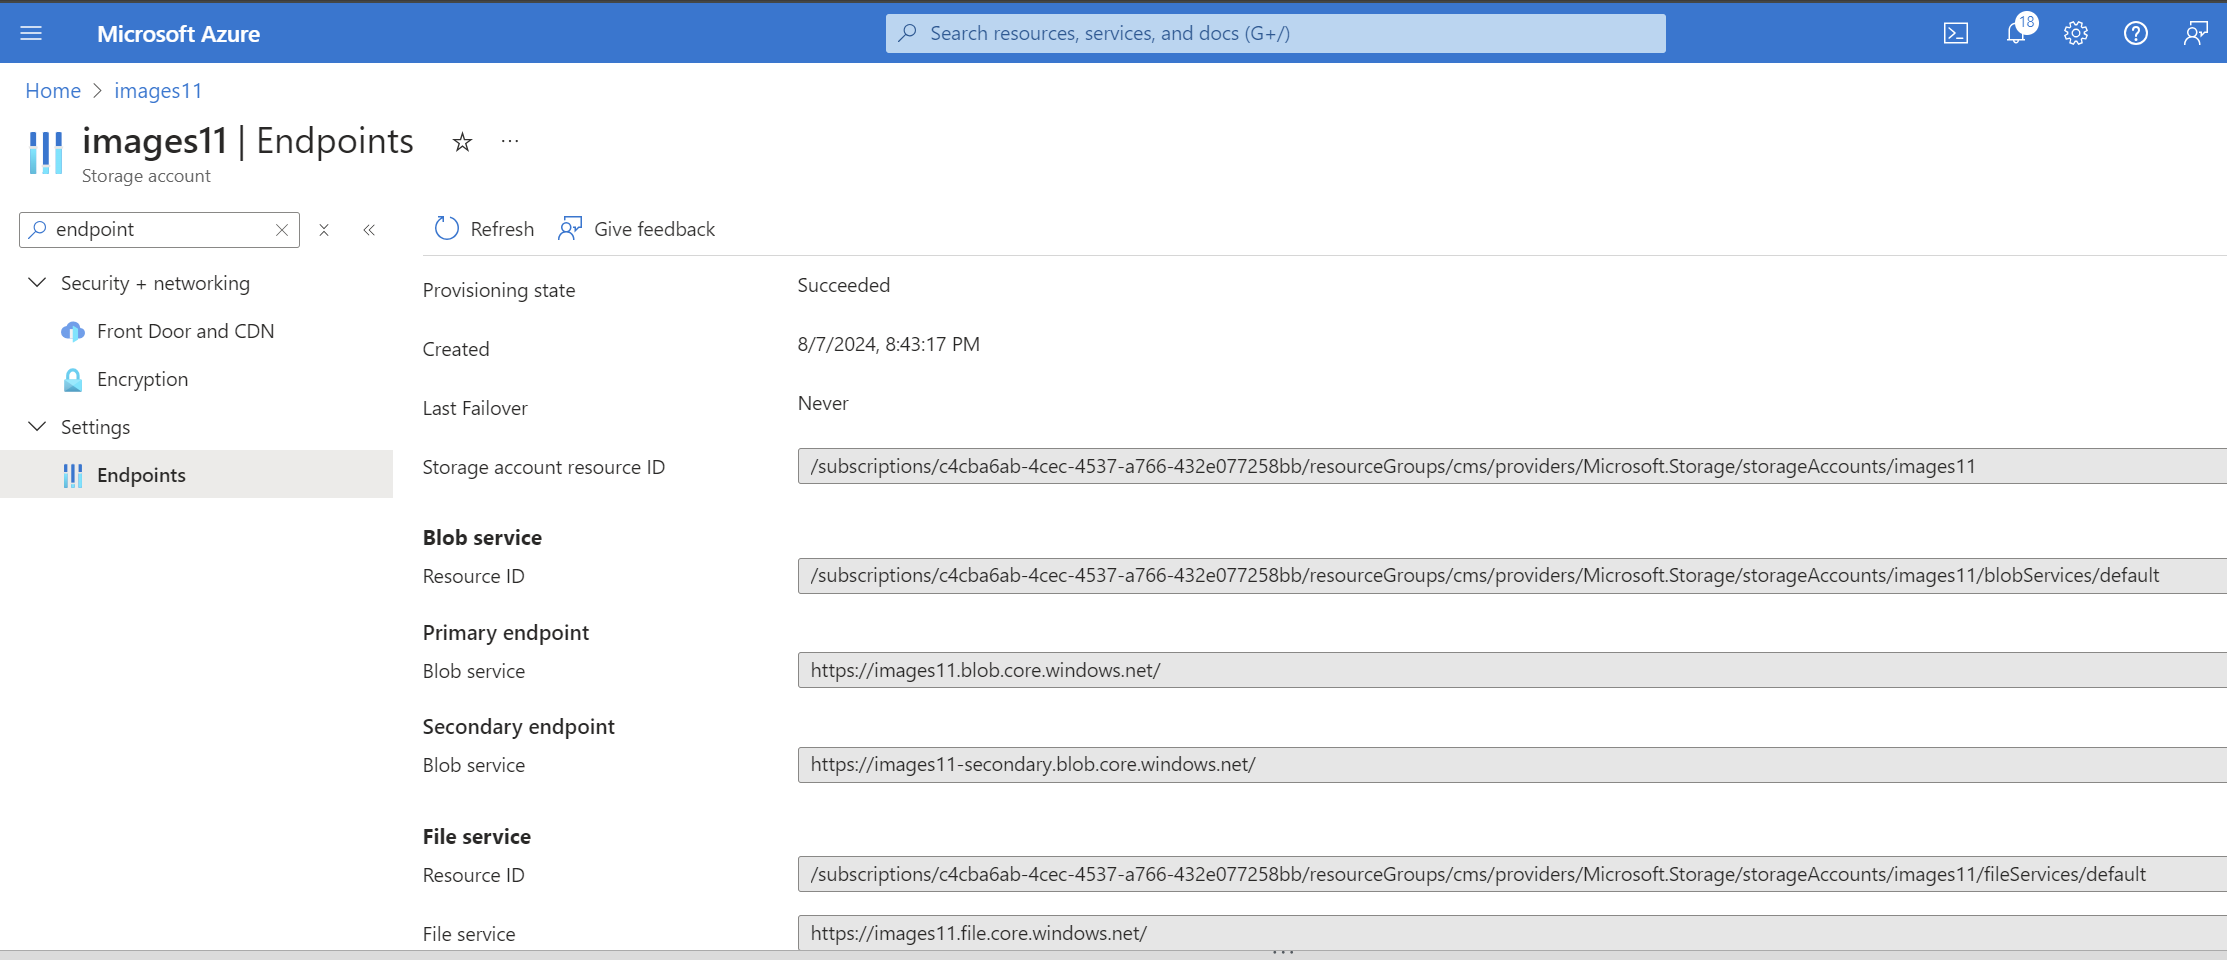 Microsoft Azure
Search resources, services, and docs (G+/)
18
Home > images11
images11 | Endpoints
Storage account
endpoint
Refresh
Give feedback
Security + networking
Front Door and CDN
Encryption
Settings
Endpoints
Provisioning state
Succeeded
Created
8/7/2024, 8:43:17 PM
Last Failover
Never
Storage account resource ID
/subscriptions/c4cba6ab-4cec-4537-a766-432e077258bb/resourceGroups/cms/providers/Microsoft.Storage/storageAccounts/images11
Blob service
Resource ID
/subscriptions/c4cba6ab-4cec-4537-a766-432e077258bb/resourceGroups/cms/providers/Microsoft.Storage/storageAccounts/images11/blobServices/default
Primary endpoint
Blob service
https://images11.blob.core.windows.net/
Secondary endpoint
Blob service
https://images11-secondary.blob.core.windows.net/
File service
Resource ID
/subscriptions/c4cba6ab-4cec-4537-a766-432e077258bb/resourceGroups/cms/providers/Microsoft.Storage/storageAccounts/images11/fileServices/default
File service
https://images11.file.core.windows.net/